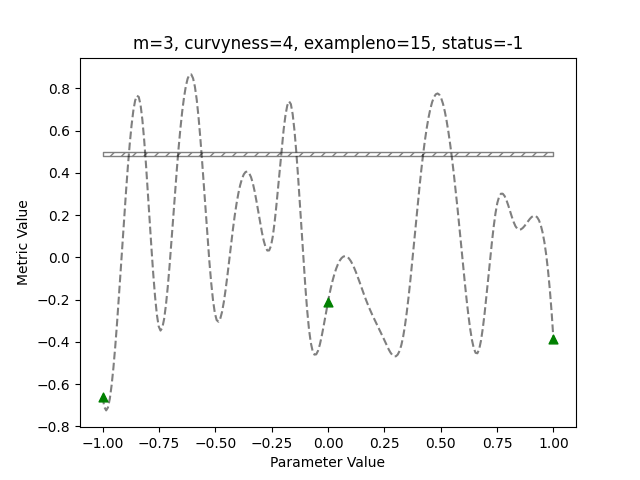 m=3, curvyness=4, exampleno=15, status=-1
Metric Value
0.8
0.6
0.4
0.2
0.0
−0.2
−0.4
−0.6
−0.8
−1.00 −0.75 −0.50 −0.25 0.00 0.25 0.50 0.75 1.00
Parameter Value